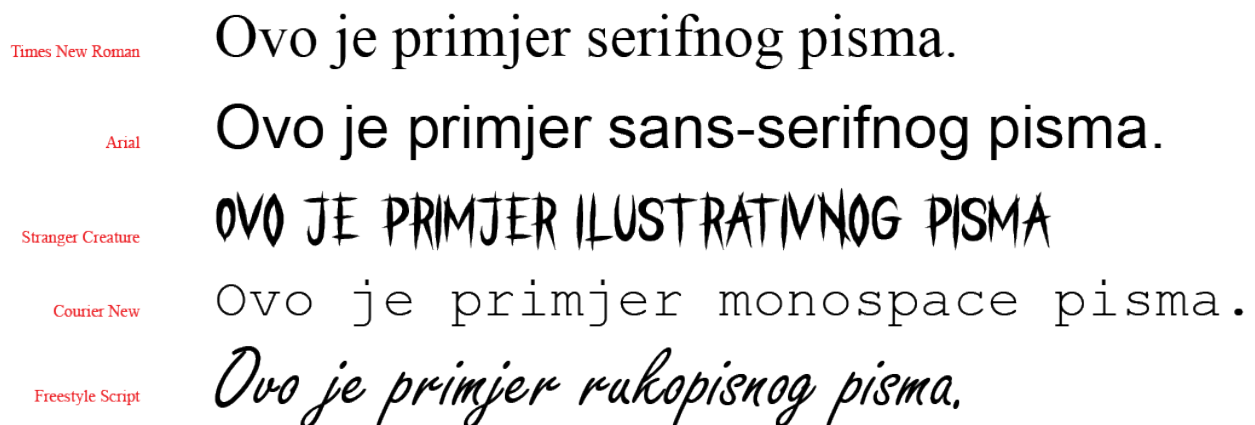 Times New Roman Ovo je primjer serifnog pisma.
Arial Ovo je primjer sans-serifnog pisma.
Stranger Creature OVO JE PRIMJER ILUSTRATIVNOG PISMA
Courier New Ovo je primjer monospace pisma.
Freestyle Script Ovo je primjer rukopisnog pisma.